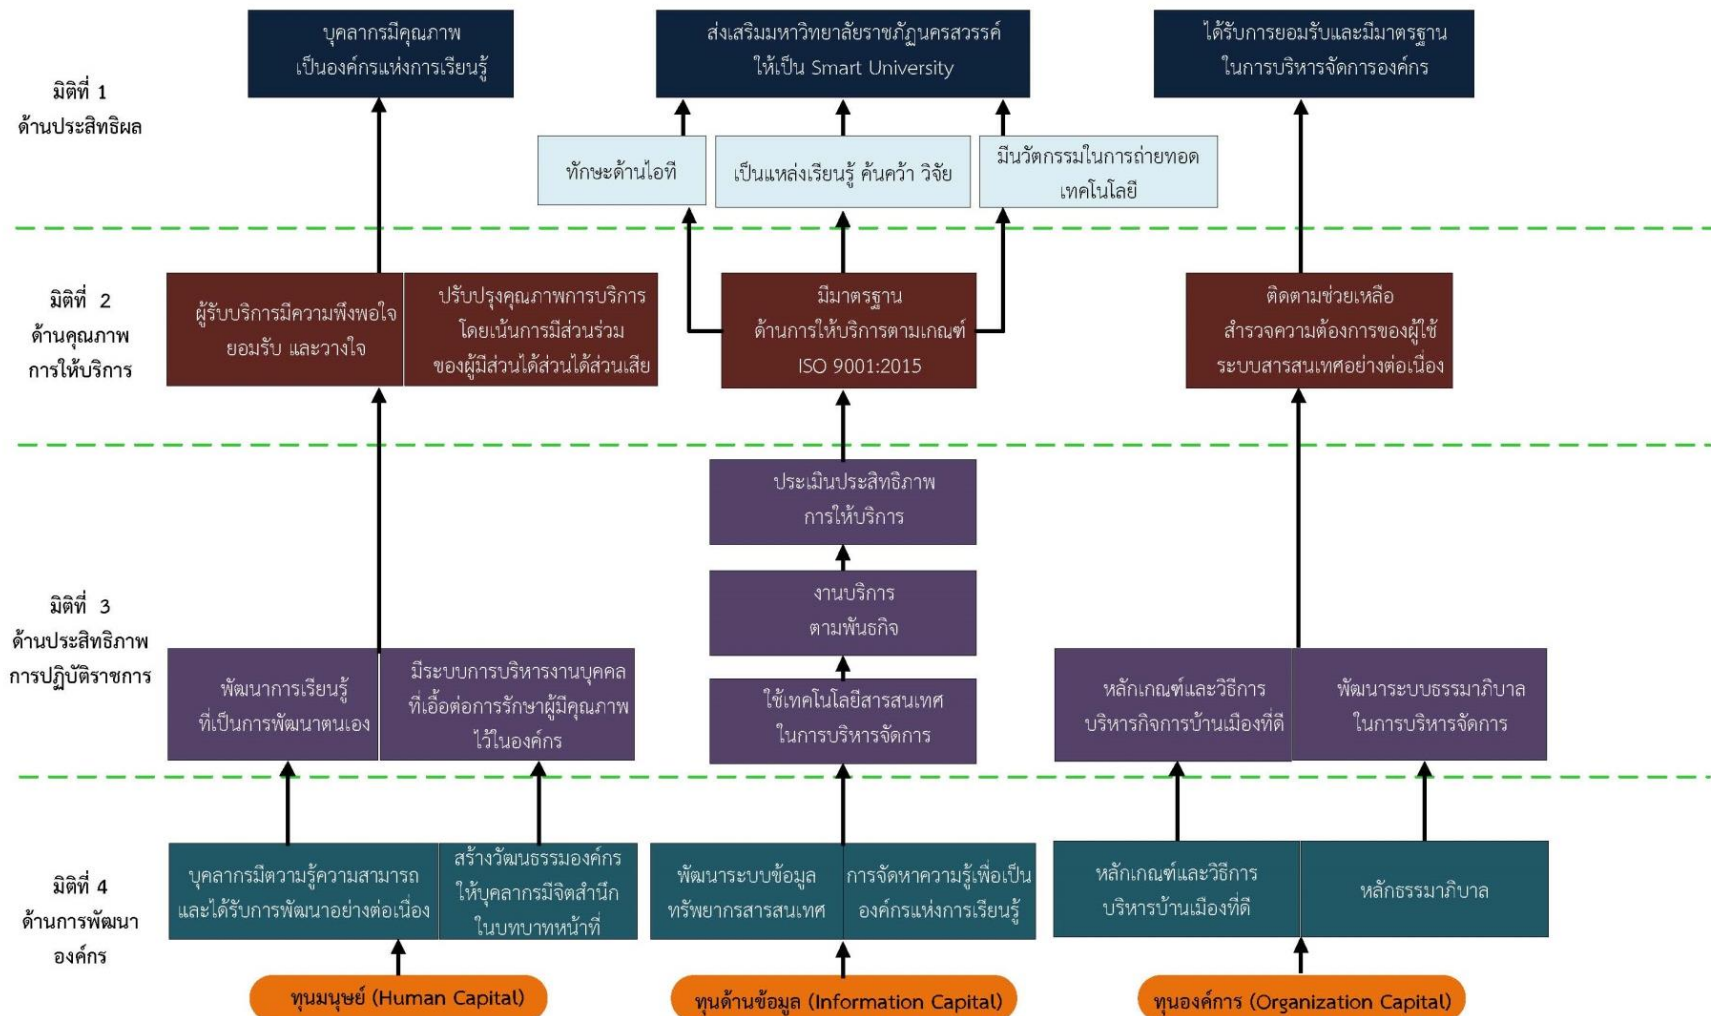 บุคลากรมีคุณภาพ
เป็นองค์กรแห่งการเรียนรู้
ส่งเสริมมหาวิทยาลัยราชภัฏนครสวรรค์
ให้เป็น Smart University
ได้รับการยอมรับและมีมาตรฐาน
ในการบริหารจัดการองค์กร
มิติที่ 1
ด้านประสิทธิผล
ทักษะด้านไอที
เป็นแหล่งเรียนรู้ ค้นคว้า วิจัย
มีนวัตกรรมในการถ่ายทอด
เทคโนโลยี
มิติที่ 2
ด้านคุณภาพ
การให้บริการ
ผู้รับบริการมีความพึงพอใจ
ยอมรับ และวางใจ
ปรับปรุงคุณภาพการบริการ
โดยเน้นการมีส่วนร่วม
ของผู้มีส่วนได้ส่วนได้ส่วนเสีย
มีมาตรฐาน
ด้านการให้บริการตามเกณฑ์
ISO 9001:2015
ติดตามช่วยเหลือ
สำรวจความต้องการของผู้ใช้
ระบบสารสนเทศอย่างต่อเนื่อง
ประเมินประสิทธิภาพ
การให้บริการ
งานบริการ
ตามพันธกิจ
มิติที่ 3
ด้านประสิทธิภาพ
การปฏิบัติราชการ
พัฒนาการเรียนรู้
ที่เป็นการพัฒนาตนเอง
มีระบบการบริหารงานบุคคล
ที่เอื้อต่อการรักษาผู้มีคุณภาพ
ไว้ในองค์กร
ใช้เทคโนโลยีสารสนเทศ
ในการบริหารจัดการ
หลักเกณฑ์และวิธีการ
บริหารกิจการบ้านเมืองที่ดี
พัฒนาระบบธรรมาภิบาล
ในการบริหารจัดการ
มิติที่ 4
ด้านการพัฒนา
องค์กร
บุคลากรมีความรู้ความสามารถ
และได้รับการพัฒนาอย่างต่อเนื่อง
สร้างวัฒนธรรมองค์กร
ให้บุคลากรมีจิตสำนึก
ในบทบาทหน้าที่
พัฒนาระบบข้อมูล
ทรัพยากรสารสนเทศ
การจัดหาความรู้เพื่อเป็น
องค์กรแห่งการเรียนรู้
หลักเกณฑ์และวิธีการ
บริหารบ้านเมืองที่ดี
หลักธรรมาภิบาล
ทุนมนุษย์ (Human Capital)
ทุนด้านข้อมูล (Information Capital)
ทุนองค์การ (Organization Capital)